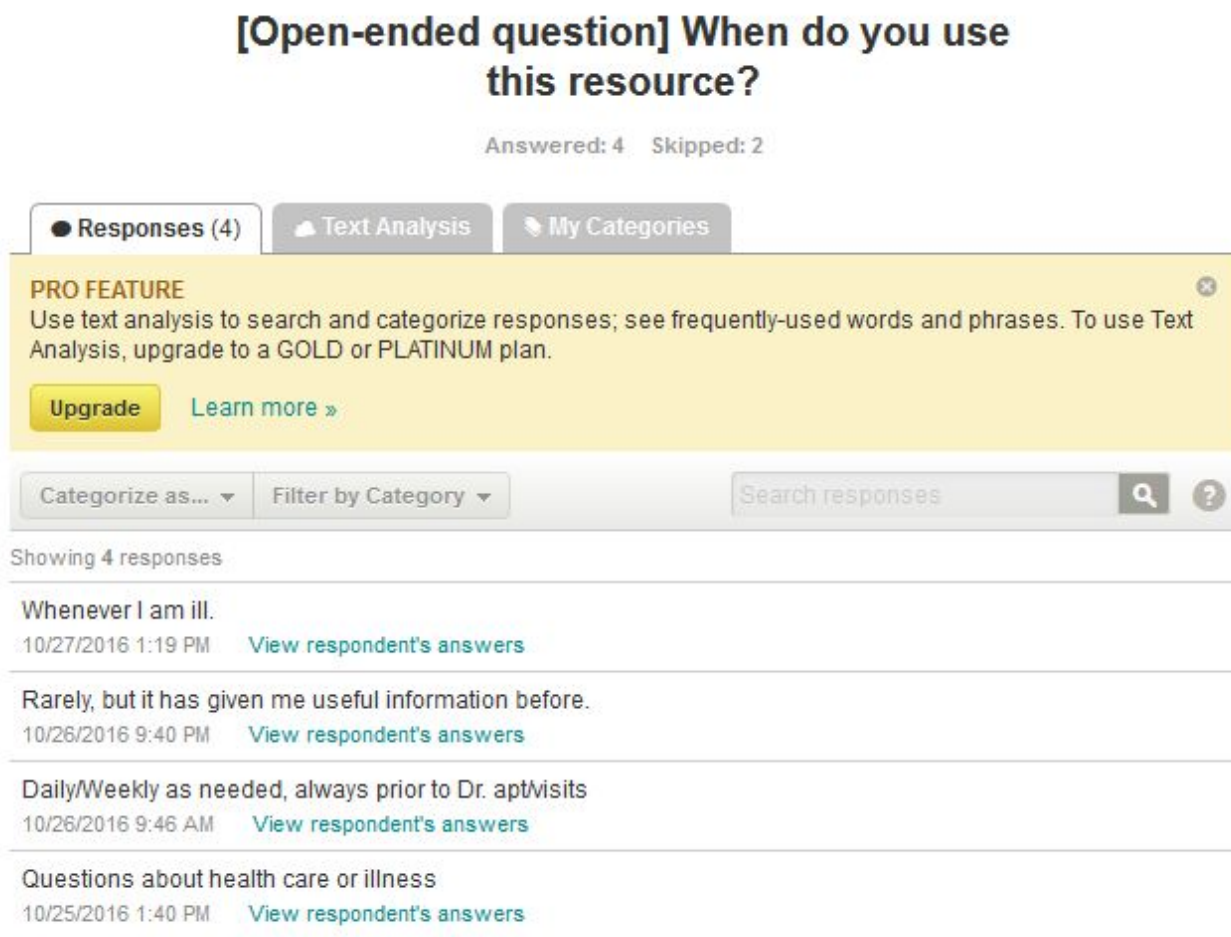 [Open-ended question] When do you use
this resource?
Answered: 4 Skipped: 2
Responses (4) Text Analysis My Categories
PRO FEATURE
Use text analysis to search and categorize responses; see frequently-used words and phrases. To use Text
Analysis, upgrade to a GOLD or PLATINUM plan.
Upgrade Learn more »
Categorize as... Filter by Category Search responses ?
Showing 4 responses
Whenever I am ill.
10/27/2016 1:19 PM View respondent's answers
Rarely, but it has given me useful information before.
10/26/2016 9:40 PM View respondent's answers
Daily/Weekly as needed, always prior to Dr. apt/visits
10/26/2016 9:46 AM View respondent's answers
Questions about health care or illness
10/25/2016 1:40 PM View respondent's answers